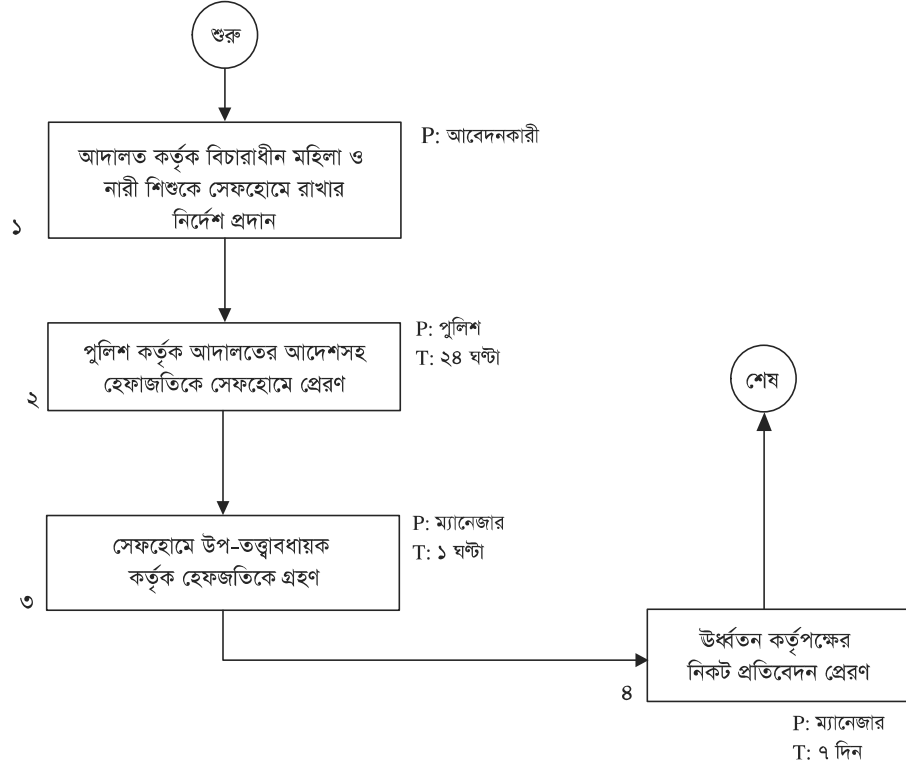 শুরু
P: আবেদনকারী
আদালত কর্তৃক বিচারাধীন মহিলা ও
নারী শিশুকে সেফহোমে রাখার
নির্দেশ প্রদান
১
P: পুলিশ
T: ২৪ ঘণ্টা
পুলিশ কর্তৃক আদালতের আদেশসহ
হেফাজতিকে সেফহোমে প্রেরণ
২
P: ম্যানেজার
T: ১ ঘণ্টা
সেফহোমে উপ-তত্ত্বাবধায়ক
কর্তৃক হেফজতিকে গ্রহণ
৩
ঊর্ধ্বতন কর্তৃপক্ষের
নিকট প্রতিবেদন প্রেরণ
৪
P: ম্যানেজার
T: ৭ দিন
শেষ